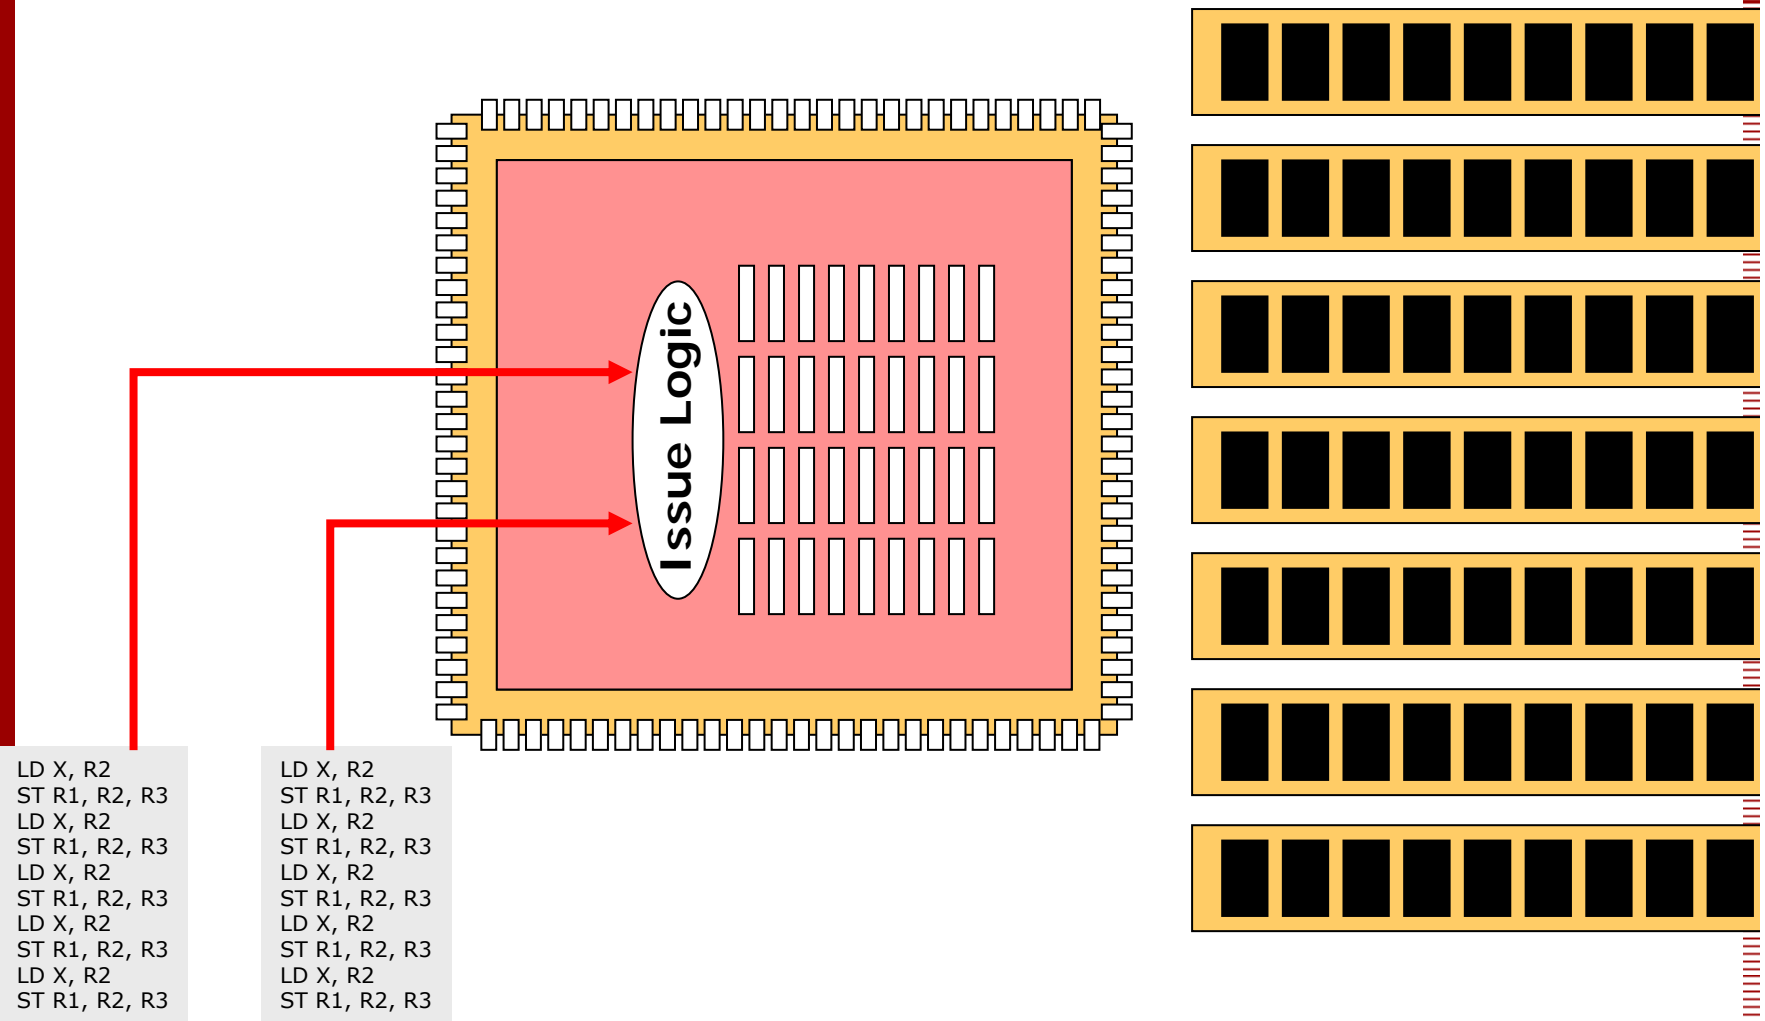 Issue Logic
LD X, R2
ST R1, R2, R3
LD X, R2
ST R1, R2, R3
LD X, R2
ST R1, R2, R3
LD X, R2
ST R1, R2, R3
LD X, R2
ST R1, R2, R3
LD X, R2
ST R1, R2, R3
LD X, R2
ST R1, R2, R3
LD X, R2
ST R1, R2, R3
LD X, R2
ST R1, R2, R3
LD X, R2
ST R1, R2, R3